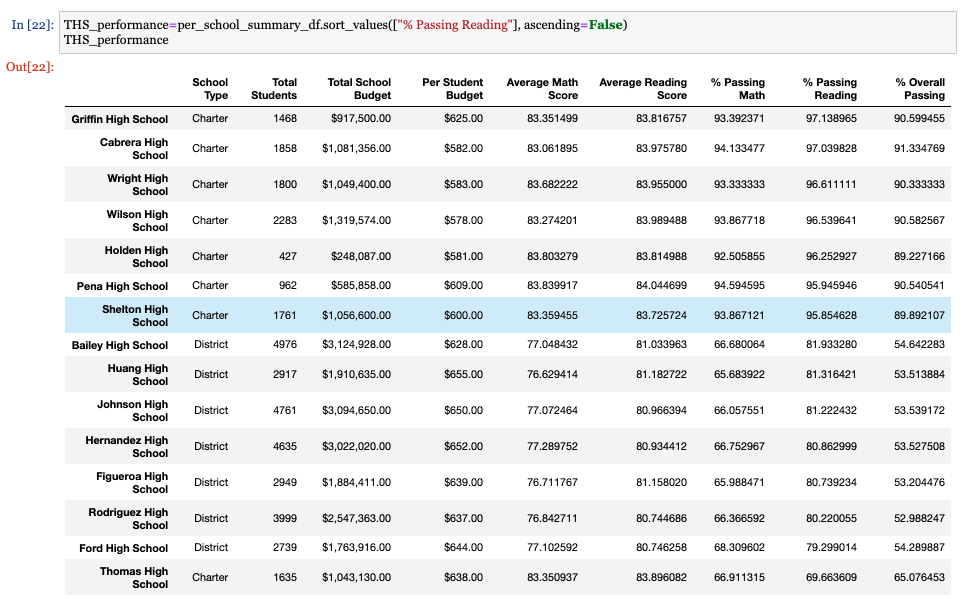 In [22]: THS_performance=per_school_summary_df.sort_values(["% Passing Reading"], ascending=False)
THS_performance
Out[22]:
School Type Total Students Total School Budget Per Student Budget Average Math Score Average Reading Score % Passing Math % Passing Reading % Overall Passing
Griffin High School Charter 1468 $917,500.00 $625.00 83.351499 83.816757 93.392371 97.138965 90.599455
Cabrera High School Charter 1858 $1,081,356.00 $582.00 83.061895 83.975780 94.133477 97.039828 91.334769
Wright High School Charter 1800 $1,049,400.00 $583.00 83.682222 83.955000 93.333333 96.611111 90.333333
Wilson High School Charter 2283 $1,319,574.00 $578.00 83.274201 83.989488 93.867718 96.539641 90.582567
Holden High School Charter 427 $248,087.00 $581.00 83.803279 83.814988 92.505855 96.252927 89.227166
Pena High School Charter 962 $585,858.00 $609.00 83.839917 84.044699 94.594595 95.945946 90.540541
Shelton High School Charter 1761 $1,056,600.00 $600.00 83.359455 83.725724 93.867121 95.854628 89.892107
Bailey High School District 4976 $3,124,928.00 $628.00 77.048432 81.033963 66.680064 81.933280 54.642283
Huang High School District 2917 $1,910,635.00 $655.00 76.629414 81.182722 65.683922 81.316421 53.513884
Johnson High School District 4761 $3,094,650.00 $650.00 77.072464 80.966394 66.057551 81.222432 53.539172
Hernandez High School District 4635 $3,022,020.00 $652.00 77.289752 80.934412 66.752967 80.862999 53.527508
Figueroa High School District 2949 $1,884,411.00 $639.00 76.711767 81.158020 65.988471 80.739234 53.204476
Rodriguez High School District 3999 $2,547,363.00 $637.00 76.842711 80.744686 66.366592 80.220055 52.988247
Ford High School District 2739 $1,763,916.00 $644.00 77.102592 80.746258 68.309602 79.299014 54.289887
Thomas High School Charter 1635 $1,043,130.00 $638.00 83.350937 83.896082 66.911315 69.663609 65.076453